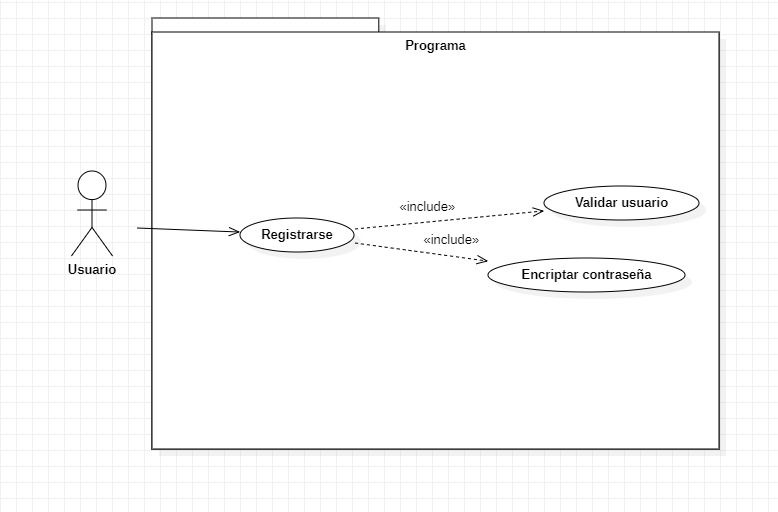 Programa
«include»
Validar usuario
Registrarse
«include»
Usuario
Encriptar contraseña